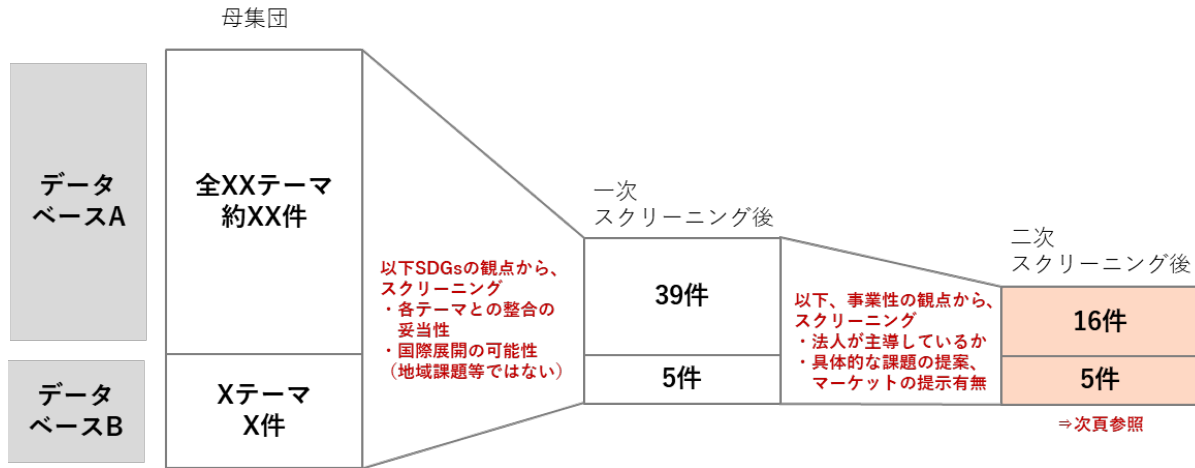 母集団
データ
ベースA
全XXテーマ
約XX件
以下SDGsの観点から、
スクリーニング
・各テーマとの整合の
妥当性
・国際展開の可能性
（地域課題等ではない）
一次
スクリーニング後
39件
以下、事業性の観点から、
スクリーニング
・法人が主導しているか
・具体的な課題の提案、
マーケットの提示有無
二次
スクリーニング後
16件
データ
ベースB
Xテーマ
X件
5件
5件
⇒次頁参照